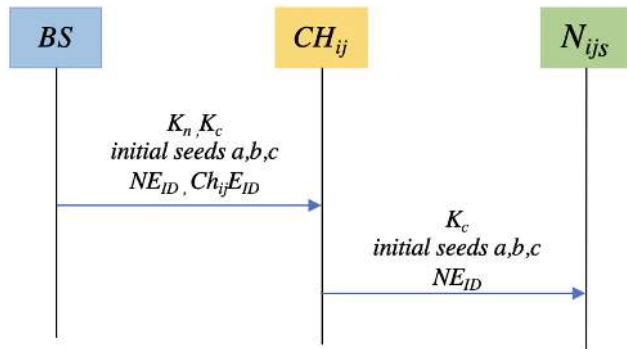 BS
CH_ij
N_ijs
K_n,K_c
initial seeds a,b,c
NE_ID, Ch_ijE_ID
K_c
initial seeds a,b,c
NE_ID